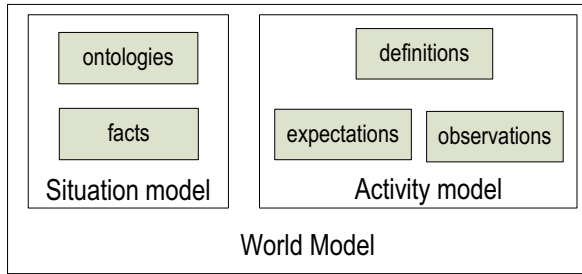 ontologies
facts
Situation model
definitions
expectations
observations
Activity model
World Model